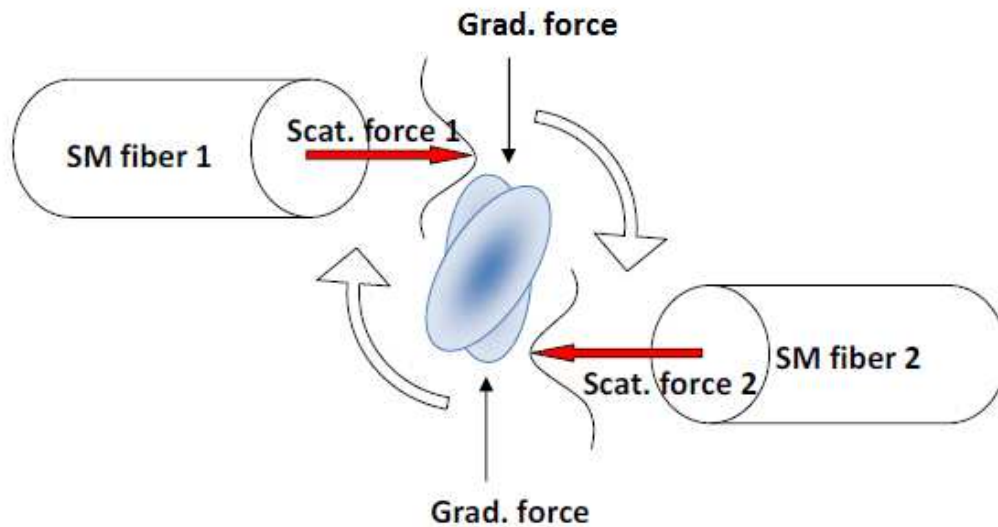 Grad. force
Scat. force 1
SM fiber 1
SM fiber 2
Scat. force 2
Grad. force